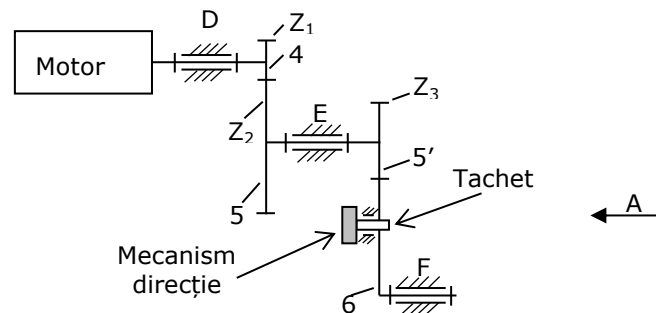 D
Z1
4
Motor
Z2
E
Z3
5
5’
Tachet
A
Mecanism
direcție
6
F